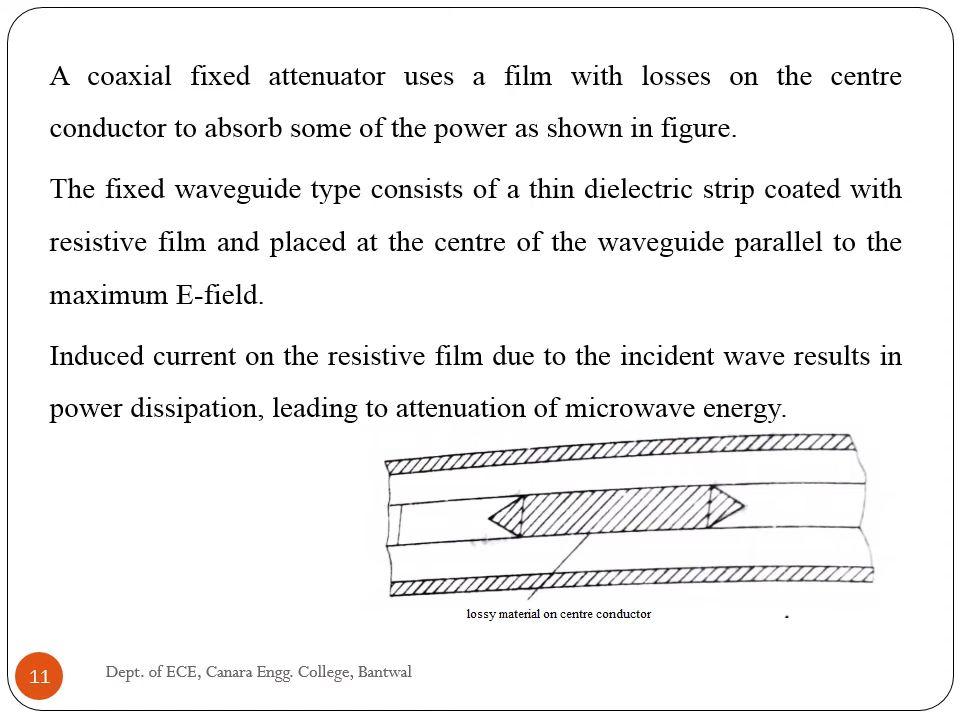 A coaxial fixed attenuator uses a film with losses on the centre
conductor to absorb some of the power as shown in figure.
The fixed waveguide type consists of a thin dielectric strip coated with
resistive film and placed at the centre of the waveguide parallel to the
maximum E-field.
Induced current on the resistive film due to the incident wave results in
power dissipation, leading to attenuation of microwave energy.
lossy material on centre conductor
11
Dept. of ECE, Canara Engg. College, Bantwal